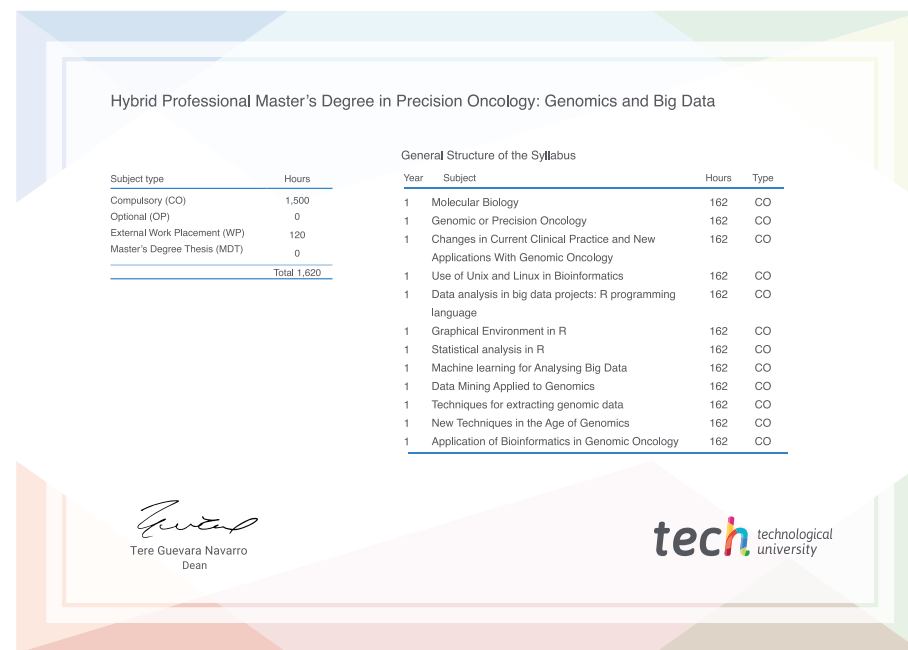 Hybrid Professional Master's Degree in Precision Oncology: Genomics and Big Data
Subject type Hours
Compulsory (CO) 1,500
Optional (OP) 0
External Work Placement (WP) 120
Master's Degree Thesis (MDT) 0
Total 1,620
General Structure of the Syllabus
Year Subject Hours Type
1 Molecular Biology 162 CO
1 Genomic or Precision Oncology 162 CO
1 Changes in Current Clinical Practice and New 162 CO
Applications With Genomic Oncology
1 Use of Unix and Linux in Bioinformatics 162 CO
1 Data analysis in big data projects: R programming 162 CO
language
1 Graphical Environment in R 162 CO
1 Statistical analysis in R 162 CO
1 Machine learning for Analysing Big Data 162 CO
1 Data Mining Applied to Genomics 162 CO
1 Techniques for extracting genomic data 162 CO
1 New Techniques in the Age of Genomics 162 CO
1 Application of Bioinformatics in Genomic Oncology 162 CO
Tere Guevara Navarro
Dean
tech technological
university